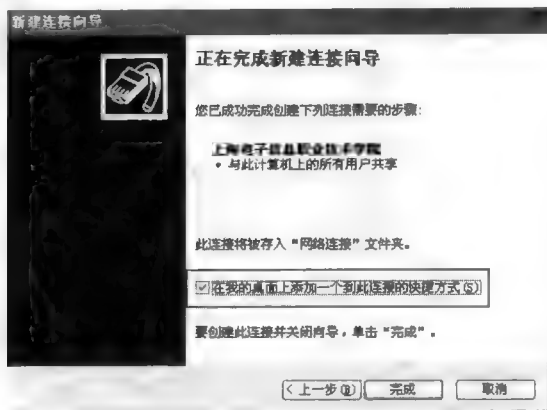 新建连接向导
正在完成新建连接向导
您已成功完成创建下列连接需要的步骤：
上海电子信息职业技术学院
• 与此计算机上的所有用户共享
此连接将被存入“网络连接”文件夹。
在我的桌面上添加一个到此连接的快捷方式(S)
要创建此连接并关闭向导，单击“完成”。
<上一步(B)
完成
取消